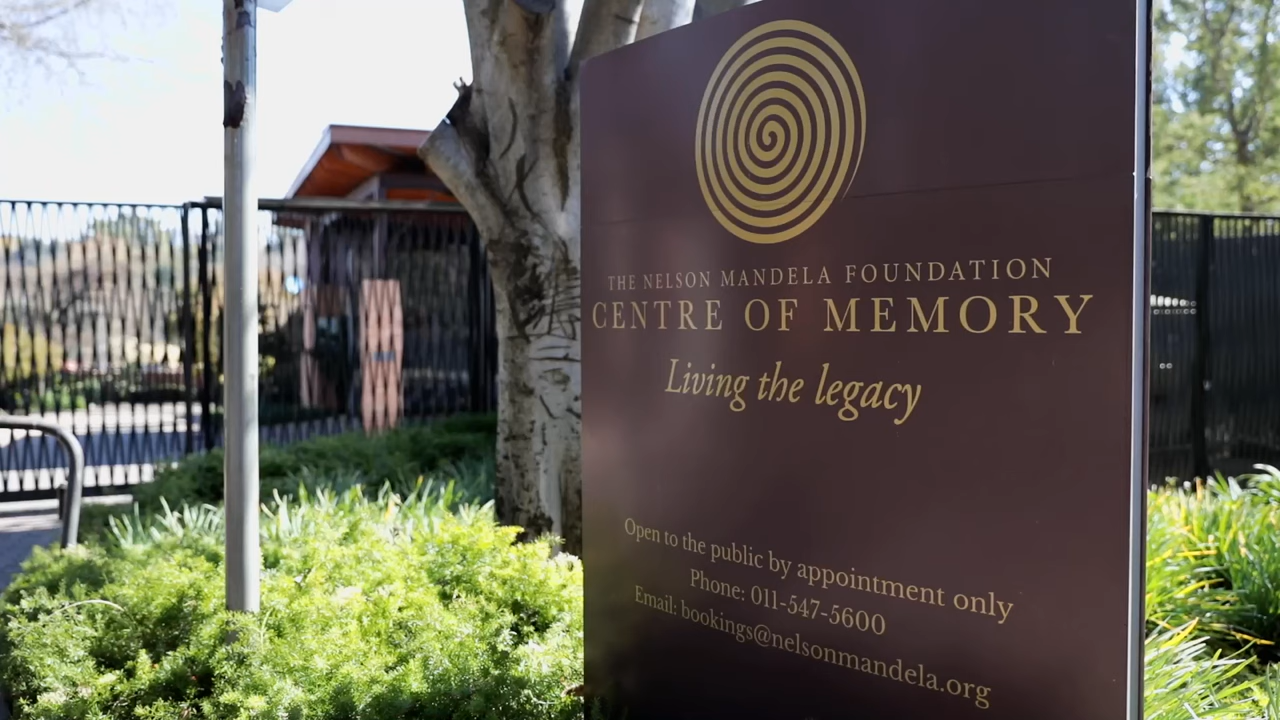 THE NELSON MANDELA FOUNDATION
CENTRE OF MEMORY
Living the legacy
Open to the public by appointment only
Phone: 011-547-5600
Email: bookings@nelsonmandela.org